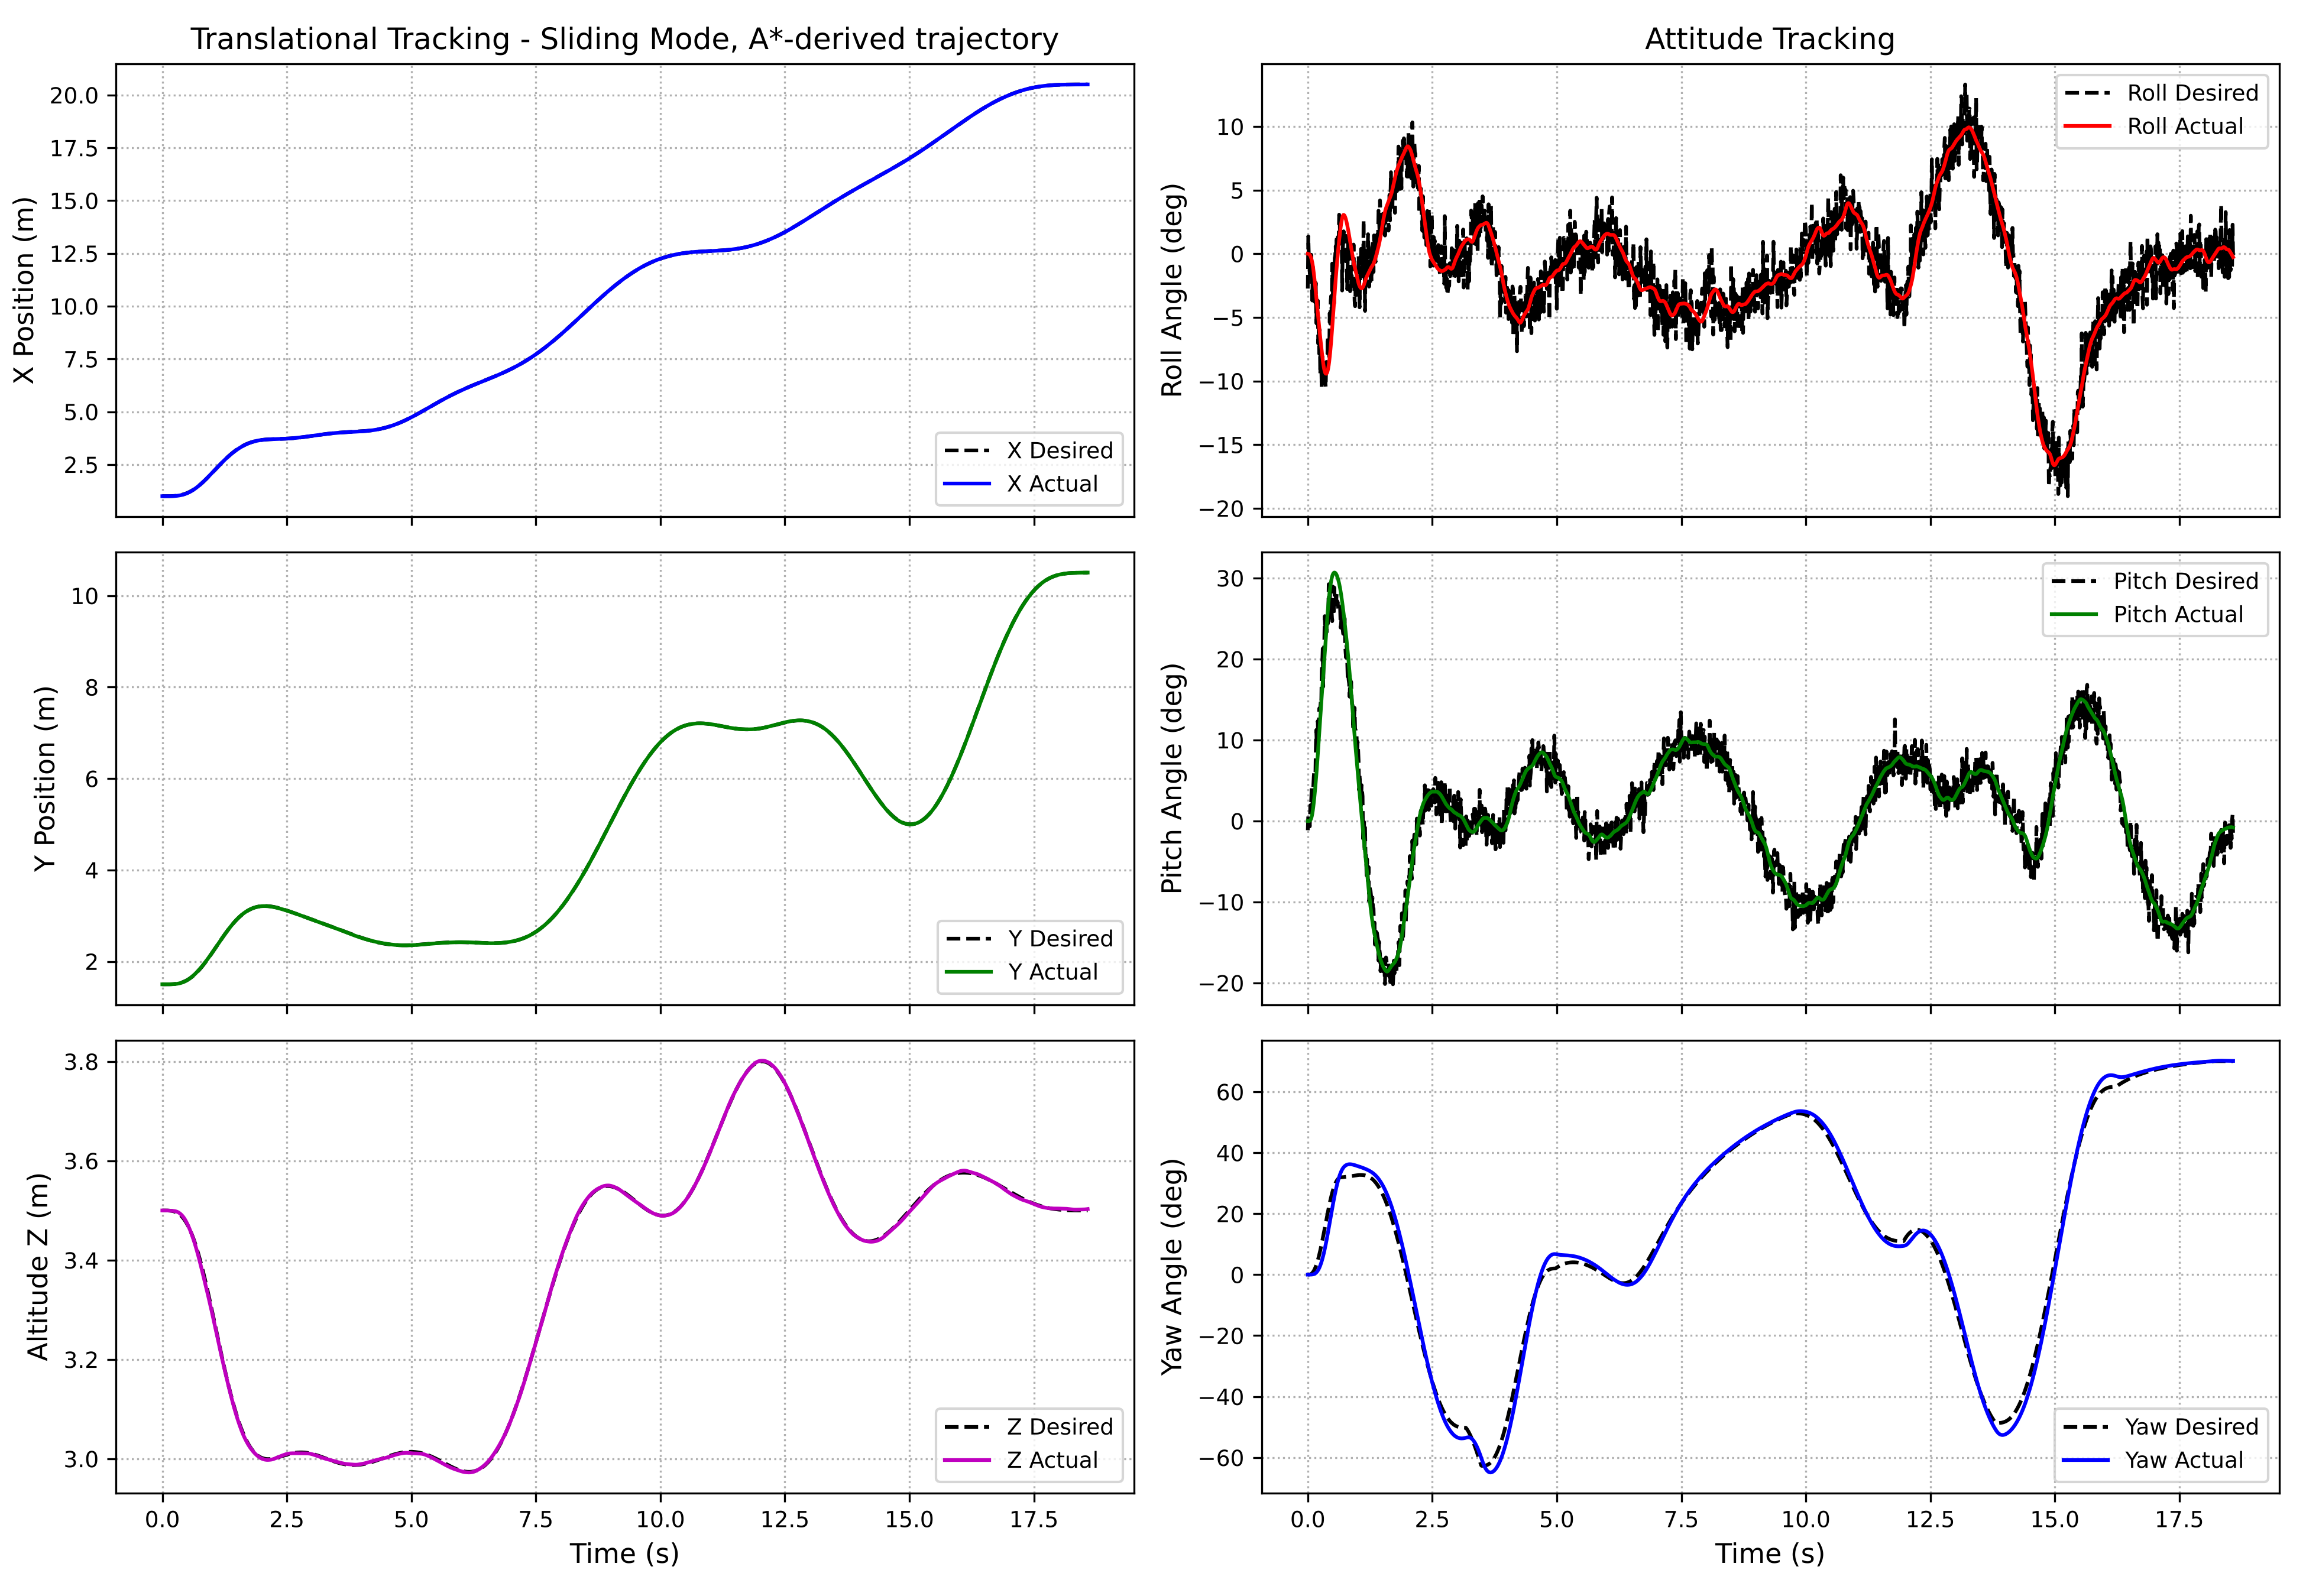 Translational Tracking - Sliding Mode, A*-derived trajectory
X Position (m)
20.0
17.5
15.0
12.5
10.0
7.5
5.0
2.5
X Desired
X Actual
Attitude Tracking
Roll Angle (deg)
10
5
0
−5
−10
−15
−20
Roll Desired
Roll Actual
Y Position (m)
10
8
6
4
2
Y Desired
Y Actual
Pitch Angle (deg)
30
20
10
0
−10
−20
Pitch Desired
Pitch Actual
Altitude Z (m)
3.8
3.6
3.4
3.2
3.0
Z Desired
Z Actual
0.0 2.5 5.0 7.5 10.0 12.5 15.0 17.5
Time (s)
Yaw Angle (deg)
60
40
20
0
−20
−40
−60
Yaw Desired
Yaw Actual
0.0 2.5 5.0 7.5 10.0 12.5 15.0 17.5
Time (s)